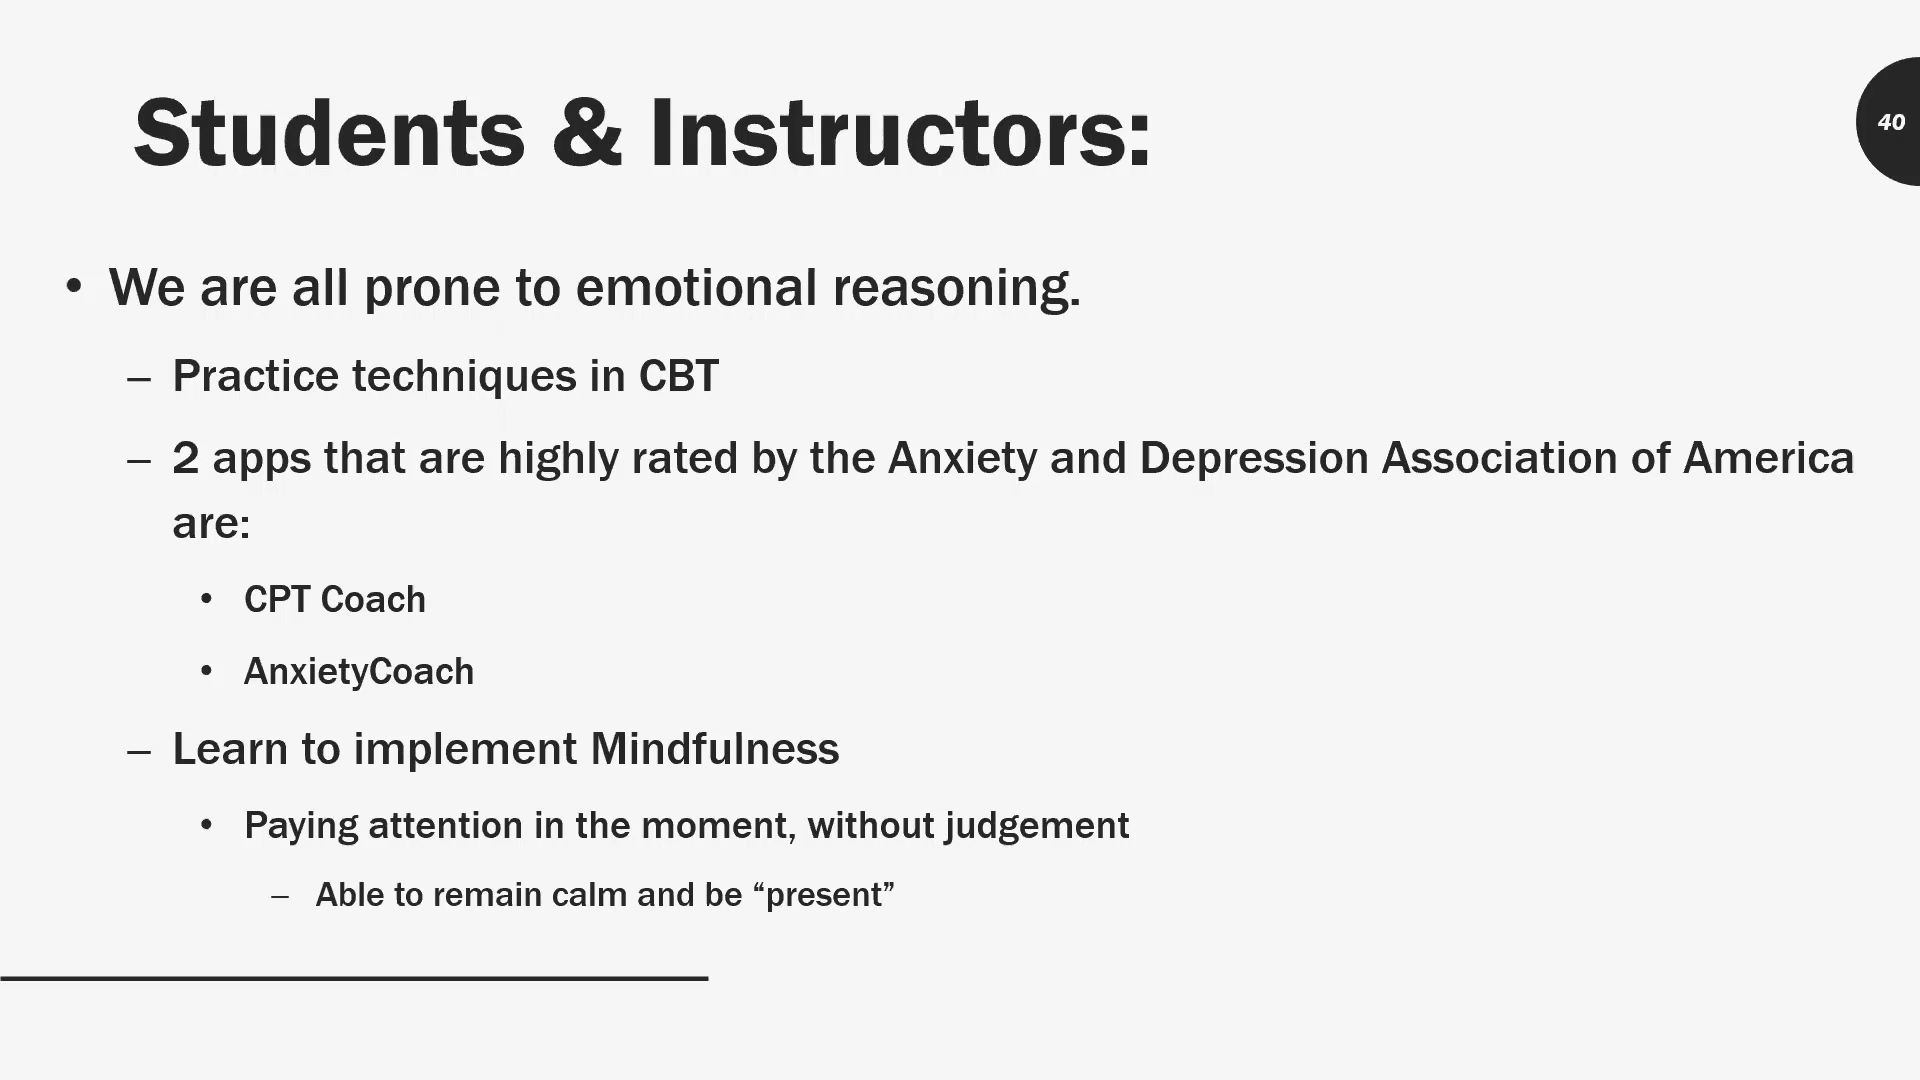 Students & Instructors:
40
• We are all prone to emotional reasoning.
– Practice techniques in CBT
– 2 apps that are highly rated by the Anxiety and Depression Association of America
are:
• CPT Coach
• AnxietyCoach
– Learn to implement Mindfulness
• Paying attention in the moment, without judgement
– Able to remain calm and be “present”